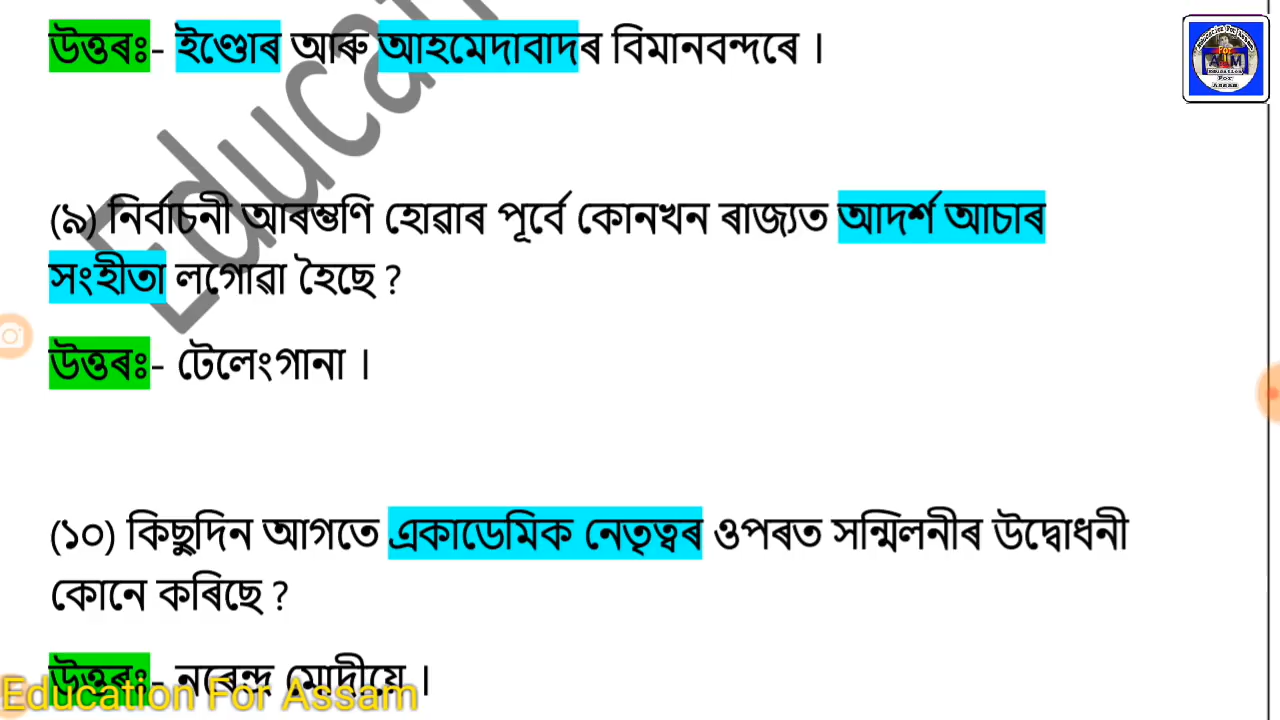 উত্তৰঃ- ইণ্ডোৰ আৰু আহমেদাবাদৰ বিমানবন্দৰে ।
Educat
(৯) নিৰ্বাচনী আৰম্ভণি হোৱাৰ পূৰ্বে কোনখন ৰাজ্যত আদৰ্শ আচাৰ
সংহীতা লগোৱা হৈছে ?
উত্তৰঃ- টেলেংগানা ।
(১০) কিছুদিন আগতে একাডেমিক নেতৃত্বৰ ওপৰত সন্মিলনীৰ উদ্বোধনী
কোনে কৰিছে ?
উত্তৰঃ- নৰেন্দ্ৰ মোদীয়ে ।
Education For Assam